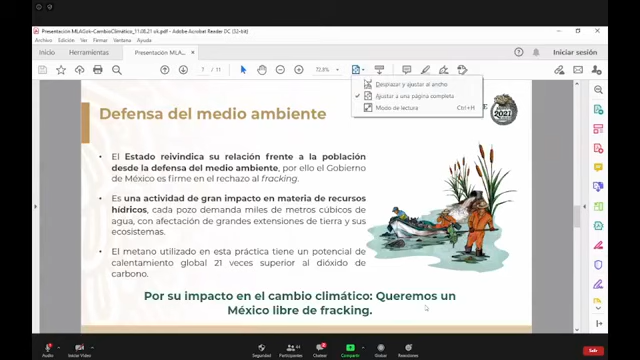 Presentación MLAGok-CambioClimático_11.08.21 ok.pdf - Adobe Acrobat Reader DC (32-bit)
Archivo Edición Ver Firmar Ventana Ayuda
Inicio Herramientas Presentación MLA... × Iniciar sesión
7 / 11 72.8%
Desplazar y ajustar al ancho
Ajustar a una página completa
Modo de lectura Ctrl+H
2021
Defensa del medio ambiente
• El Estado reivindica su relación frente a la población
desde la defensa del medio ambiente, por ello el Gobierno
de México es firme en el rechazo al fracking.
• Es una actividad de gran impacto en materia de recursos
hídricos, cada pozo demanda miles de metros cúbicos de
agua, con afectación de grandes extensiones de tierra y sus
ecosistemas.
• El metano utilizado en esta práctica tiene un potencial de
calentamiento global 21 veces superior al dióxido de
carbono.
Por su impacto en el cambio climático: Queremos un
México libre de fracking.
Audio Iniciar Video Seguridad Participantes Chatear Compartir Grabar Reacciones Salir